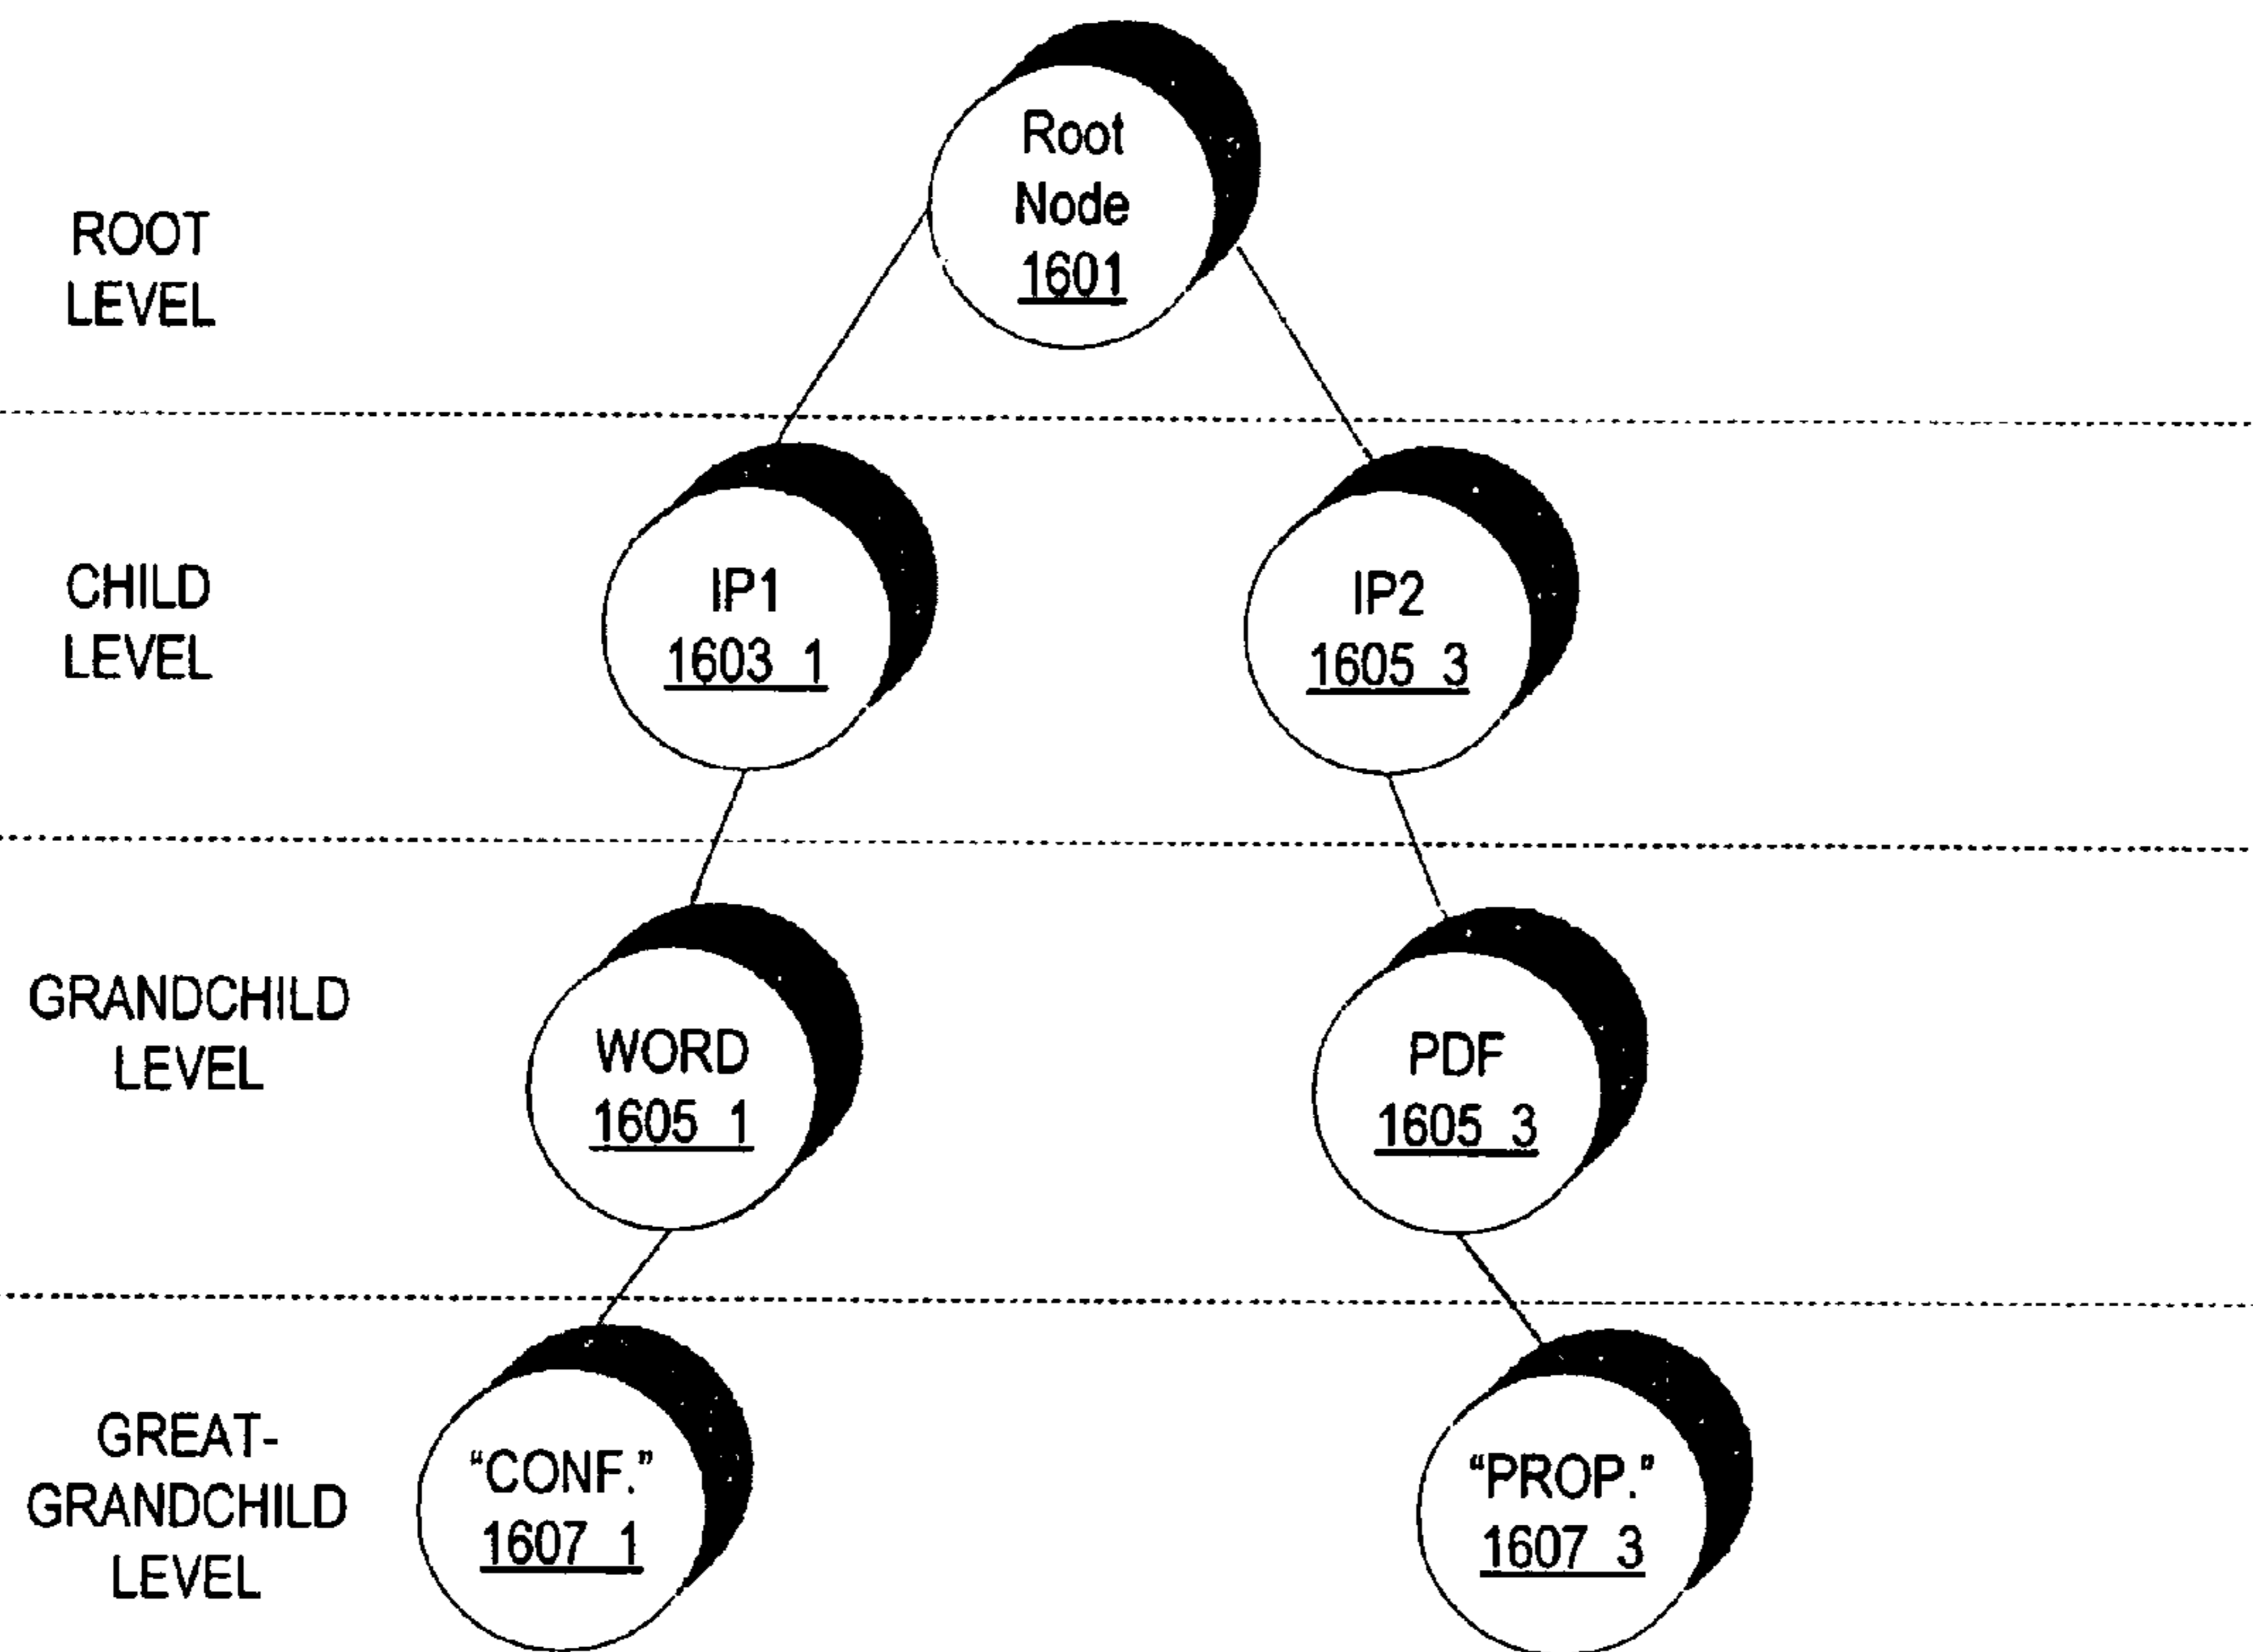 Root
Node
1601
ROOT
LEVEL
CHILD
LEVEL
IP1
1603_1
IP2
1605_3
GRANDCHILD
LEVEL
WORD
1605_1
PDF
1605_3
GREAT-
GRANDCHILD
LEVEL
“CONF.”
1607_1
“PROP.”
1607_3